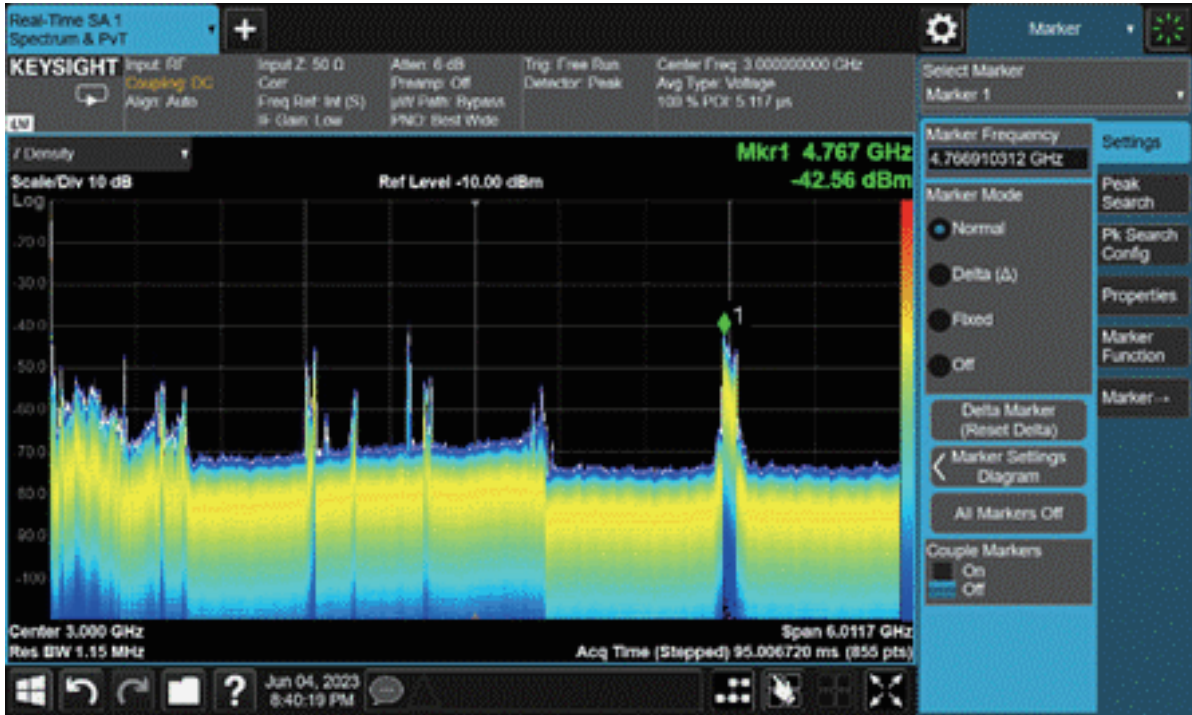 Real-Time SA 1
Spectrum & PvT
Marker
KEYSIGHT
Input: RF
Coupling: DC
Align: Auto
Input Z: 50 Ω
Corr
Freq Ref: Int (S)
IF Gain: Low
Atten: 6 dB
Preamp: Off
µW Path: Bypass
PNO: Best Wide
Trig: Free Run
Detector: Peak
Center Freq: 3.000000000 GHz
Avg Type: Voltage
100 % POI: 5.117 µs
Density
Scale/Div 10 dB
Ref Level -10.00 dBm
Mkr1 4.767 GHz
-42.56 dBm
Log
-20.0
-30.0
-40.0
-50.0
-60.0
-70.0
-80.0
-90.0
-100
1
Center 3.000 GHz
Res BW 1.15 MHz
Span 6.0117 GHz
Acq Time (Stepped) 95.006720 ms (855 pts)
Select Marker
Marker 1
Marker Frequency
4.766910312 GHz
Marker Mode
Normal
Delta (Δ)
Fixed
Off
Delta Marker
(Reset Delta)
Marker Settings
Diagram
All Markers Off
Couple Markers
On
Off
Settings
Peak
Search
Pk Search
Config
Properties
Marker
Function
Marker→
?
Jun 04, 2023
8:40:19 PM